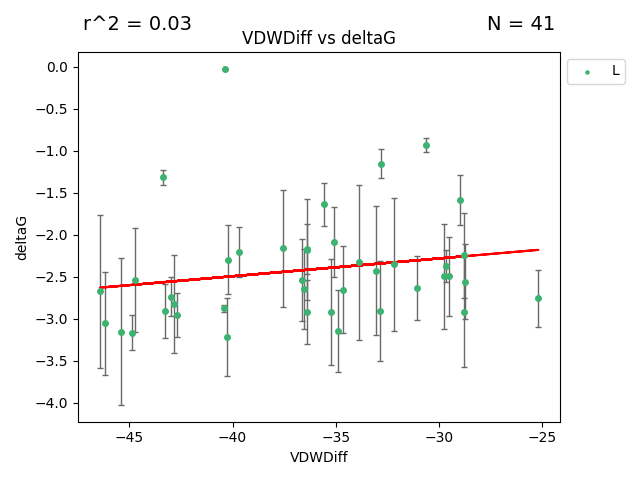 r^2 = 0.03
N = 41
VDWDiff vs deltaG
L
0.0
−0.5
−1.0
−1.5
−2.0
−2.5
−3.0
−3.5
−4.0
deltaG
−45
−40
−35
−30
−25
VDWDiff